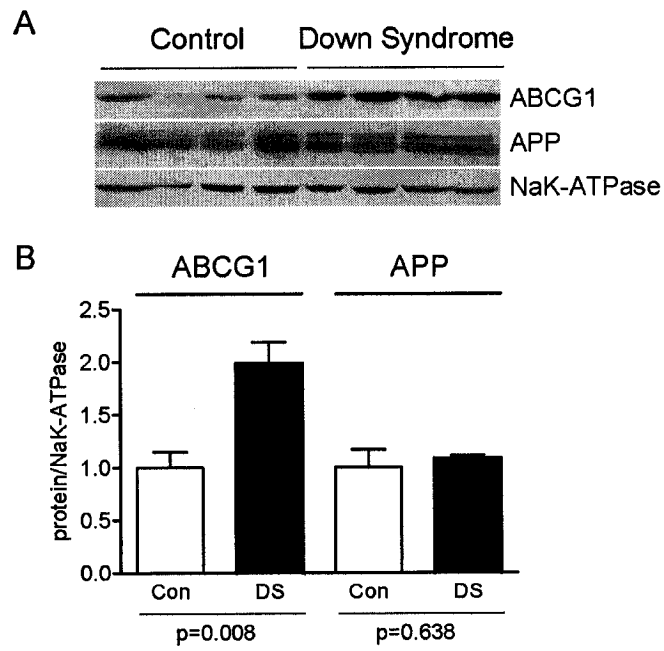 A
Control Down Syndrome
ABCG1
APP
NaK-ATPase
B
ABCG1 APP
protein/NaK-ATPase
2.5
2.0
1.5
1.0
0.5
0.0
Con DS Con DS
p=0.008 p=0.638